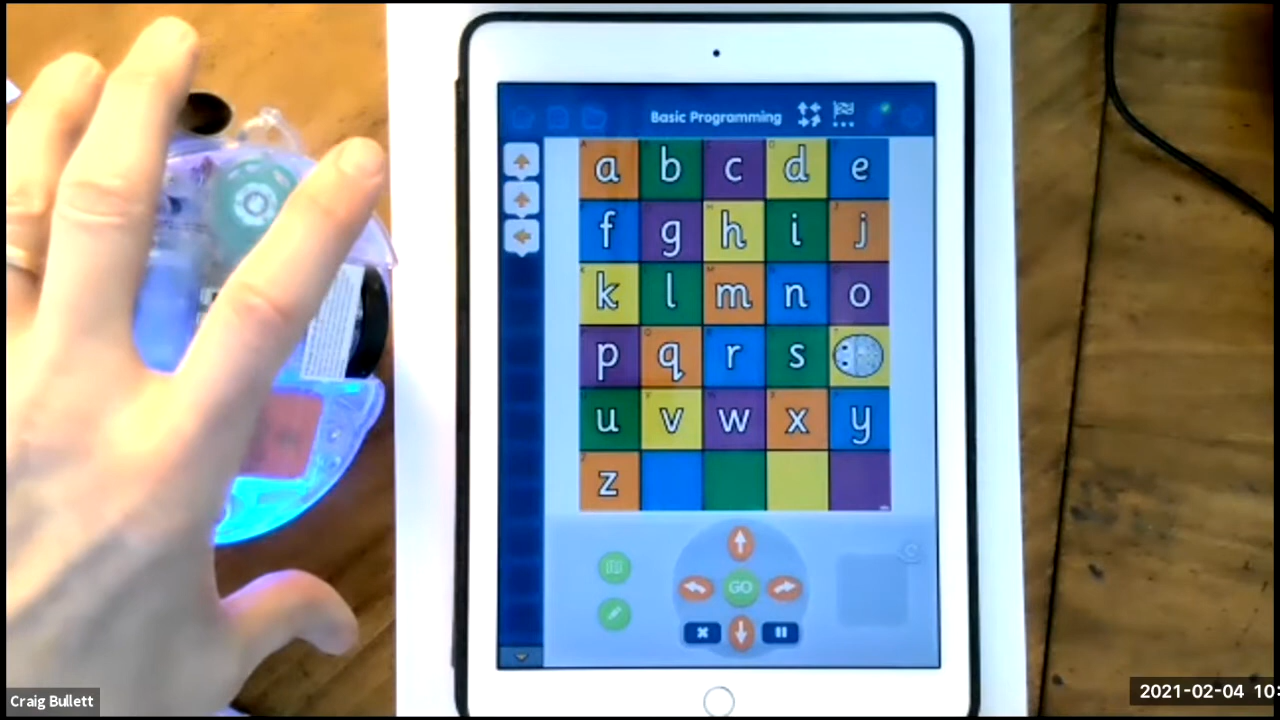 Basic Programming
a b c d e
f g h i j
k l m n o
p q r s
u v w x y
z
GO
Craig Bullett
2021-02-04 10: